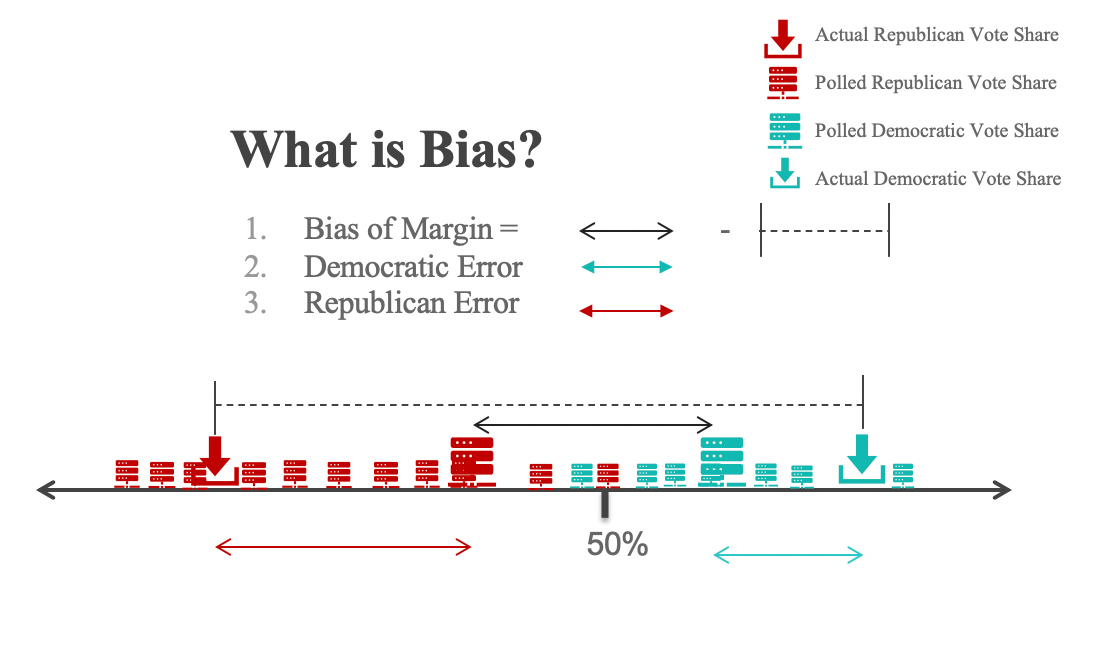 Actual Republican Vote Share
Polled Republican Vote Share
Polled Democratic Vote Share
Actual Democratic Vote Share
What is Bias?
1. Bias of Margin = -
2. Democratic Error
3. Republican Error
50%